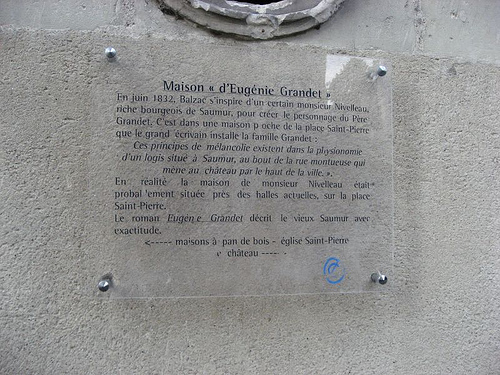 Maison « d'Eugénie Grandet »
En juin 1832, Balzac s'inspire d'un certain monsieur Nivelleau,
riche bourgeois de Saumur, pour créer le personnage du Père
Grandet. C'est dans une maison p oche de la place Saint-Pierre
que le grand écrivain installe la famille Grandet :
Ces principes de mélancolie existent dans la physionomie
d'un logis situé à Saumur, au bout de la rue montueuse qui
mène au château par le haut de la ville. ».
En réalité la maison de monsieur Nivelleau était
probal'ement située près des halles actuelles, sur la place
Saint-Pierre.
Le roman Eugén e Grandet décrit le vieux Saumur avec
exactitude.
<----- maisons à pan de bois - église Saint-Pierre
e château ----- -